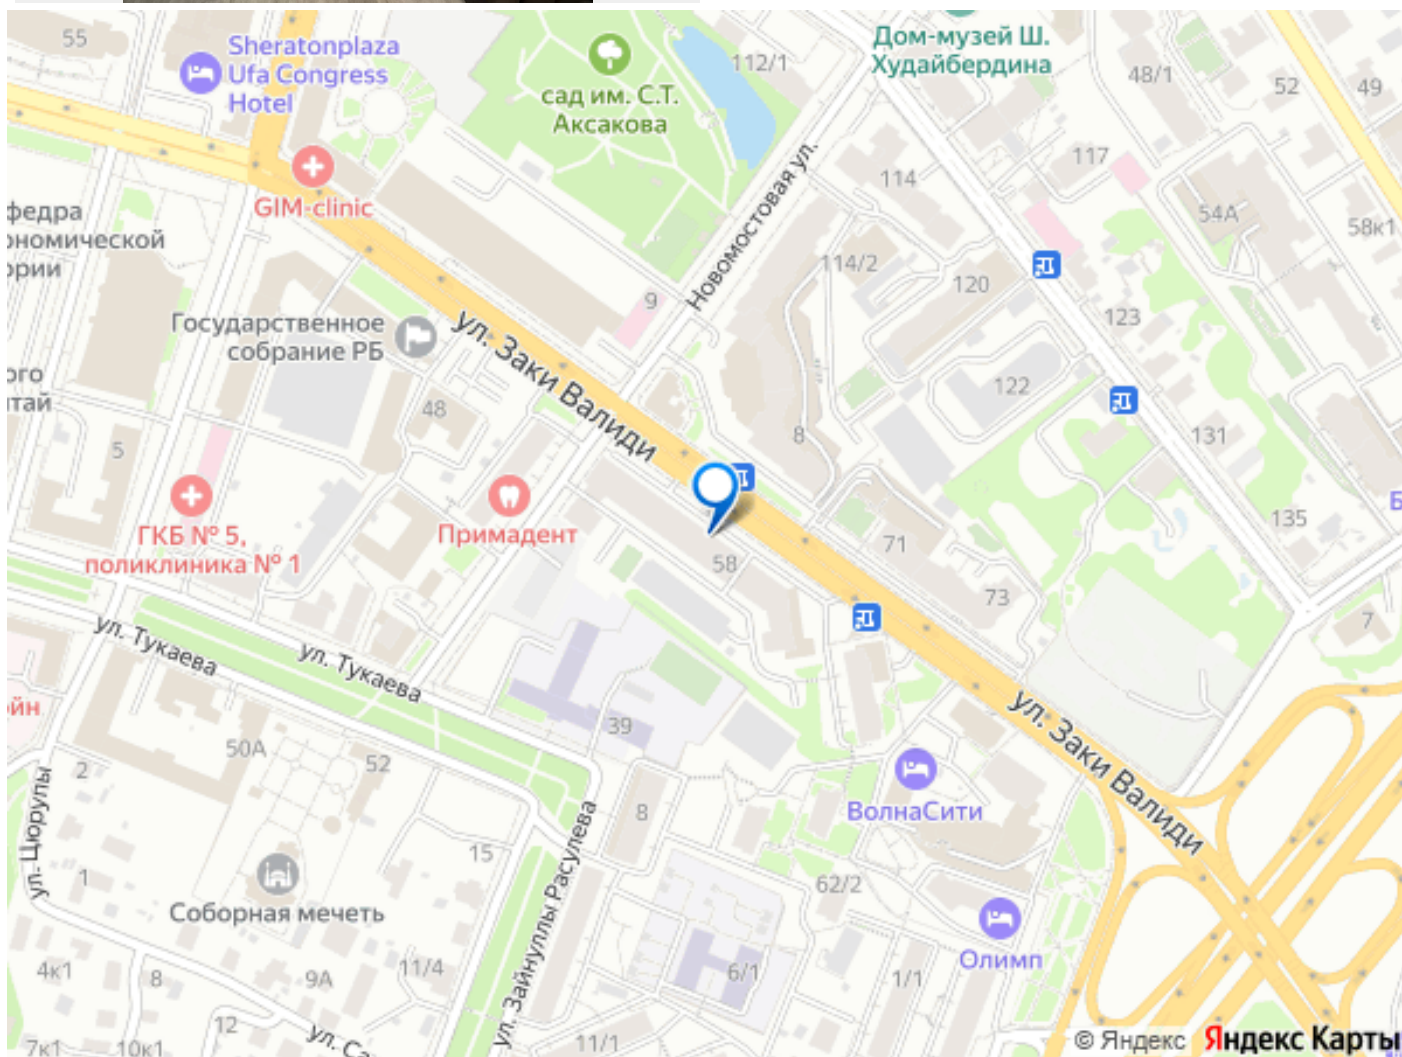 55
Sheratonplaza
Ufa Congress
Hotel
сад им. С.Т.
Аксакова
112/1
Дом-музей Ш.
Худайбердина
48/1
52
49
GIM-clinic
федра
ономической
ории
114
117
54А
58к1
Новомостовая ул.
114/2
120
9
123
Государственное
собрание РБ
ул. Заки Валиди
ого
тай
48
122
8
131
5
ГКБ № 5,
поликлиника № 1
Примадент
58
71
135
Б
73
7
ул. Тукаева
ул. Тукаева
йн
39
ул. Заки Валиди
50А
52
2
ул. Цюрупы
ВолнаСити
8
15
1
62/2
Соборная мечеть
ул. Зайнуллы Расулева
Олимп
4к1
8
9А
11/4
6/1
1/1
12
ул. Са
7к1
10к1
11/1
© Яндекс Яндекс Карты